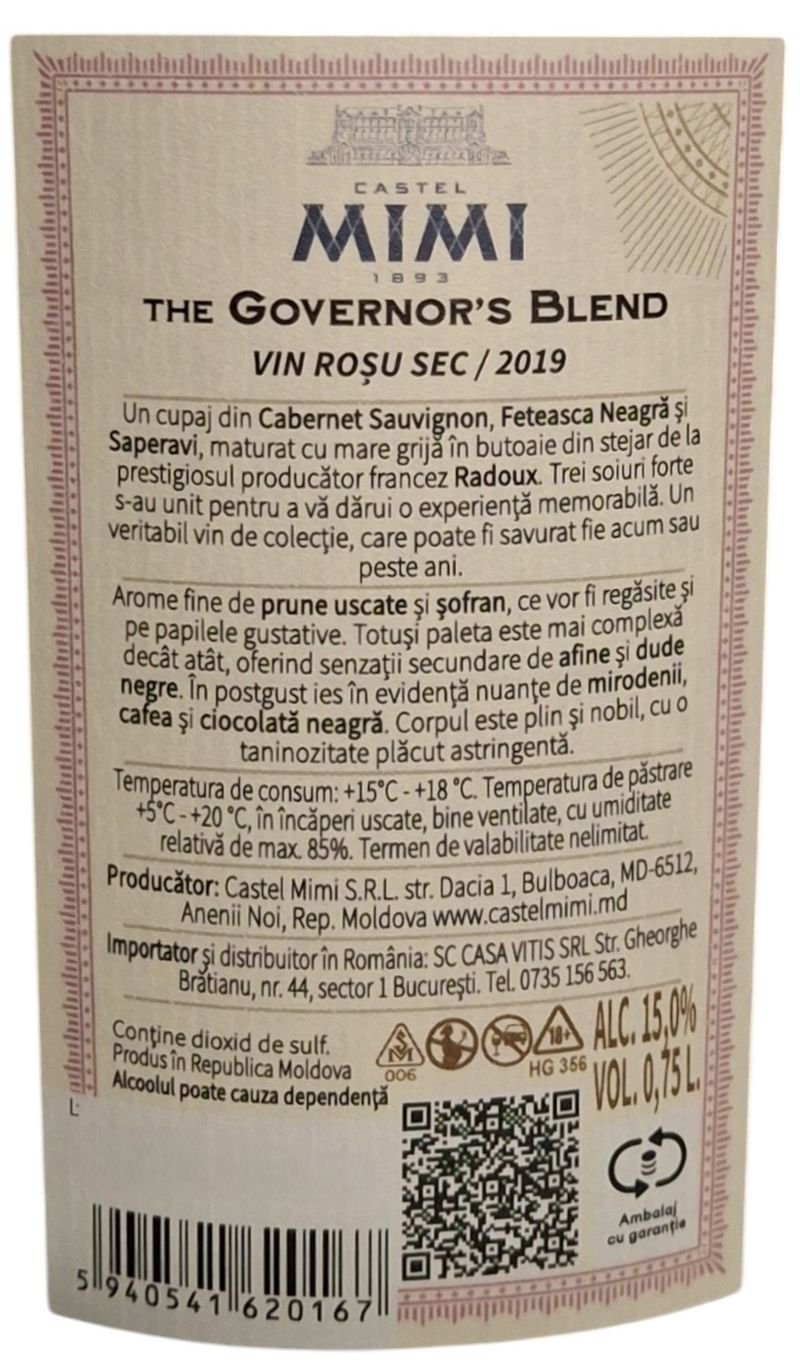 CASTEL
MIMI
1893
THE GOVERNOR'S BLEND
VIN ROȘU SEC / 2019
Un cupaj din Cabernet Sauvignon, Feteasca Neagră și
Saperavi, maturat cu mare grijă în butoaie din stejar de la
prestigiosul producător francez Radoux. Trei soiuri forte
s-au unit pentru a vă dărui o experiență memorabilă. Un
veritabil vin de colecție, care poate fi savurat fie acum sau
peste ani.
Arome fine de prune uscate și șofran, ce vor fi regăsite și
pe papilele gustative. Totuși paleta este mai complexă
decât atât, oferind senzații secundare de afine și dude
negre. În postgust ies în evidență nuanțe de mirodenii,
cafea și ciocolată neagră. Corpul este plin și nobil, cu o
taninozitate plăcut astringentă.
Temperatura de consum: +15°C - +18 °C. Temperatura de păstrare
+5°C - +20 °C, în încăperi uscate, bine ventilate, cu umiditate
relativă de max. 85%. Termen de valabilitate nelimitat.
Producător: Castel Mimi S.R.L. str. Dacia 1, Bulboaca, MD-6512,
Anenii Noi, Rep. Moldova www.castelmimi.md
Importator și distribuitor în România: SC CASA VITIS SRL Str. Gheorghe
Brătianu, nr. 44, sector 1 București. Tel. 0735 156 563.
Conține dioxid de sulf.
Produs în Republica Moldova
Alcoolul poate cauza dependență
SM
006
18+
HG 356
ALC. 15,0%
VOL. 0,75 L.
L:
Ambalaj
cu garanție
5 940541 620167